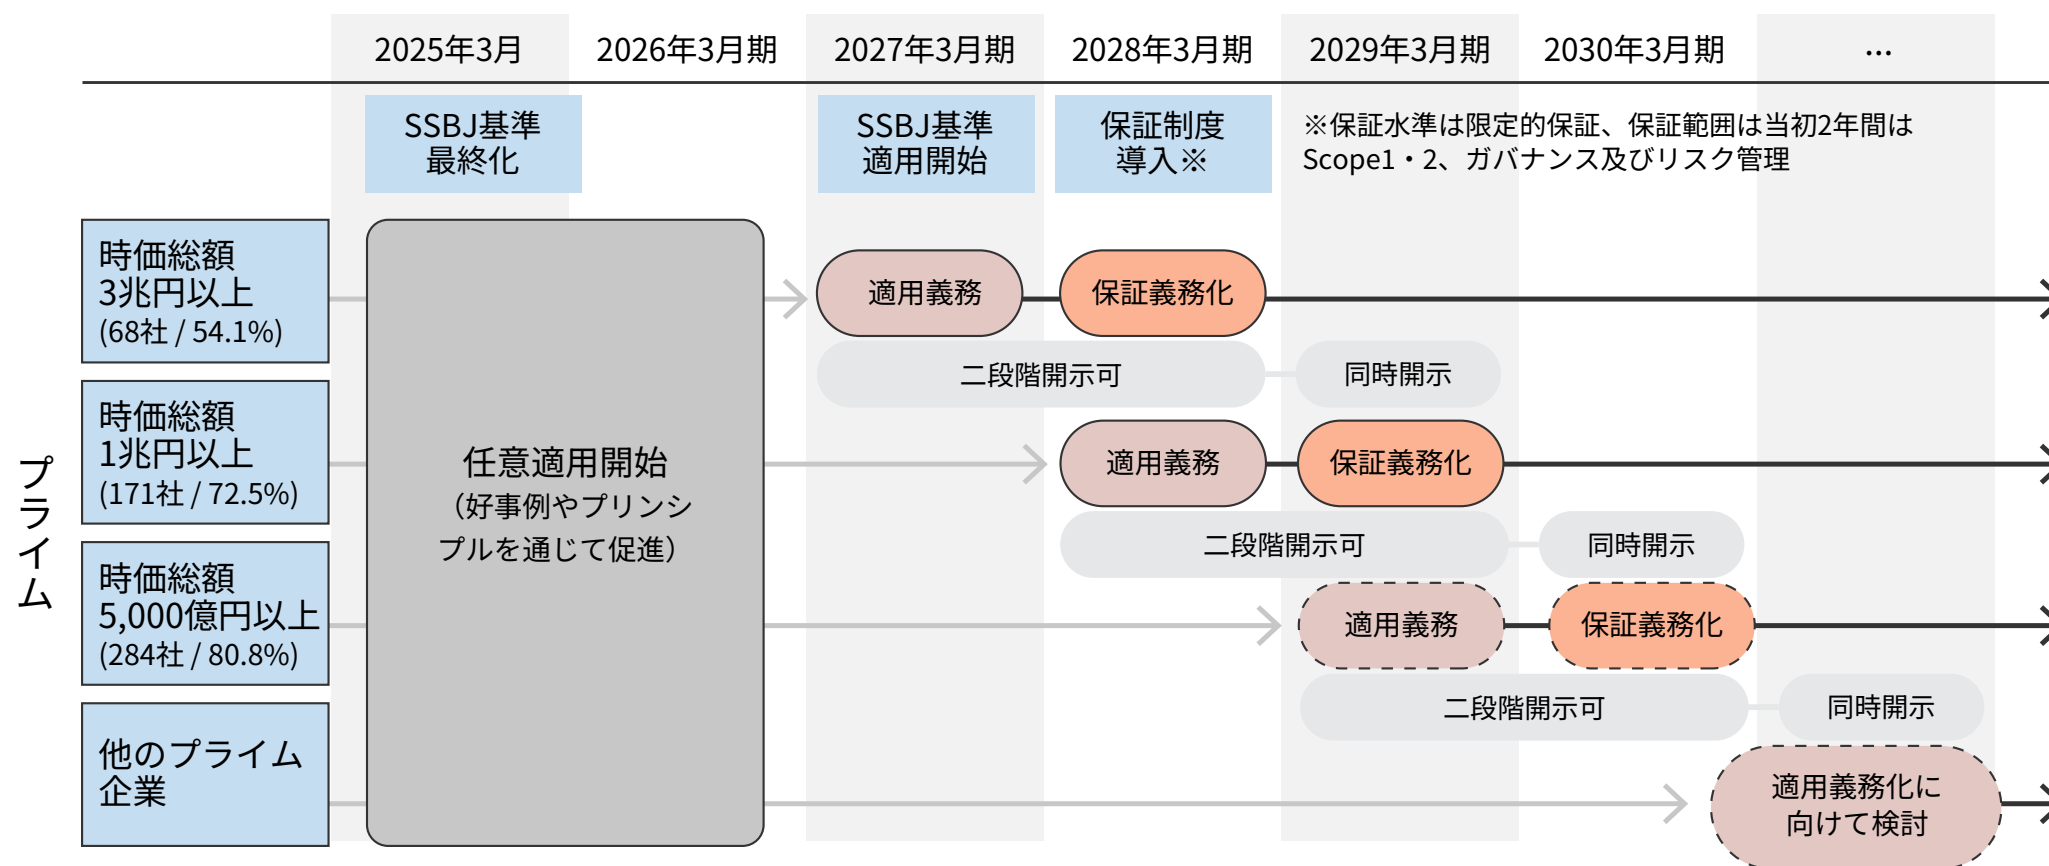 2025年3月
2026年3月期
2027年3月期
2028年3月期
2029年3月期
2030年3月期
...
SSBJ基準
最終化
SSBJ基準
適用開始
保証制度
導入※
※保証水準は限定的保証、保証範囲は当初2年間は
Scope1・2、ガバナンス及びリスク管理
プライム
時価総額
3兆円以上
(68社 / 54.1%)
適用義務
保証義務化
二段階開示可
同時開示
時価総額
1兆円以上
(171社 / 72.5%)
任意適用開始
（好事例やプリンシ
プルを通じて促進）
適用義務
保証義務化
二段階開示可
同時開示
時価総額
5,000億円以上
(284社 / 80.8%)
適用義務
保証義務化
二段階開示可
同時開示
他のプライム
企業
適用義務化に
向けて検討